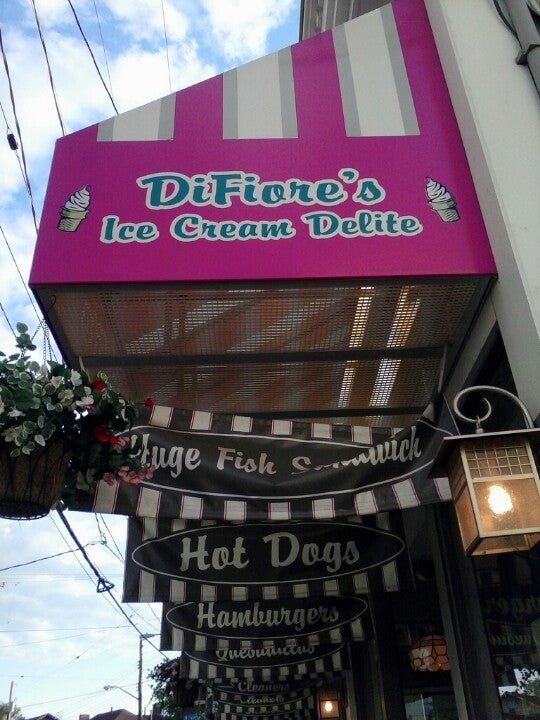 DiFiore's
Ice Cream Delite
Huge Fish Sandwich
Hot Dogs
Hamburgers